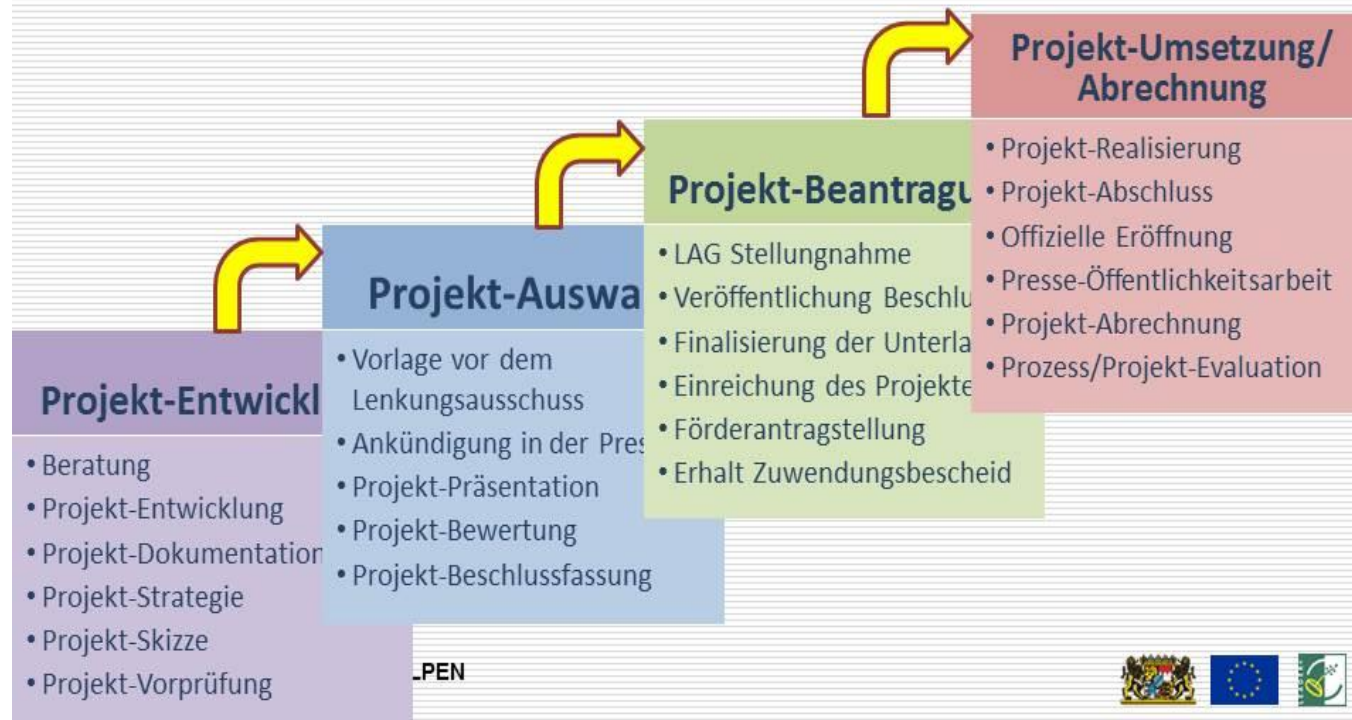 Projekt-Entwickl
• Beratung
• Projekt-Entwicklung
• Projekt-Dokumentation
• Projekt-Strategie
• Projekt-Skizze
• Projekt-Vorprüfung
Projekt-Auswa
• Vorlage vor dem
Lenkungsausschuss
• Ankündigung in der Pres
• Projekt-Präsentation
• Projekt-Bewertung
• Projekt-Beschlussfassung
Projekt-Beantragu
• LAG Stellungnahme
• Veröffentlichung Beschlu
• Finalisierung der Unterla
• Einreichung des Projekte
• Förderantragstellung
• Erhalt Zuwendungsbescheid
Projekt-Umsetzung/
Abrechnung
• Projekt-Realisierung
• Projekt-Abschluss
• Offizielle Eröffnung
• Presse-Öffentlichkeitsarbeit
• Projekt-Abrechnung
• Prozess/Projekt-Evaluation
LPEN